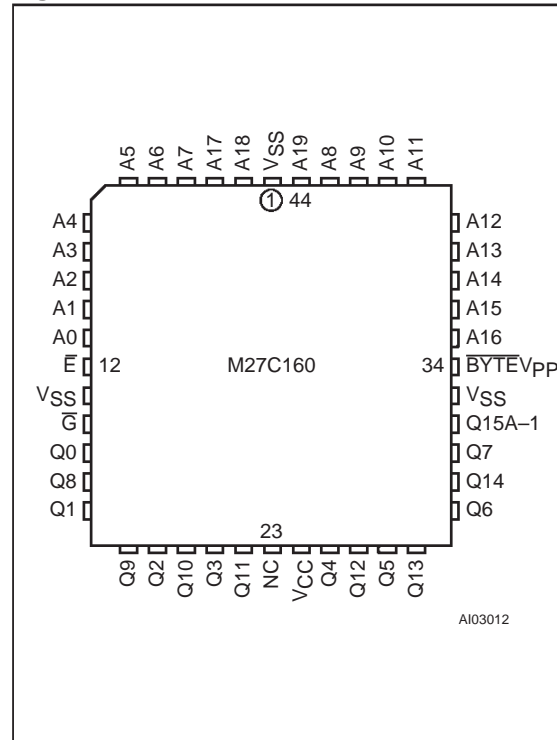 A5 A6 A7 A17 A18 VSS A19 A8 A9 A10 A11
1 44
A4 A12
A3 A13
A2 A14
A1 A15
A0 A16
E̅ 12 M27C160 34 B̅Y̅T̅E̅VPP
VSS VSS
G̅ Q15A–1
Q0 Q7
Q8 Q14
Q1 Q6
23
Q9 Q2 Q10 Q3 Q11 NC VCC Q4 Q12 Q5 Q13
AI03012